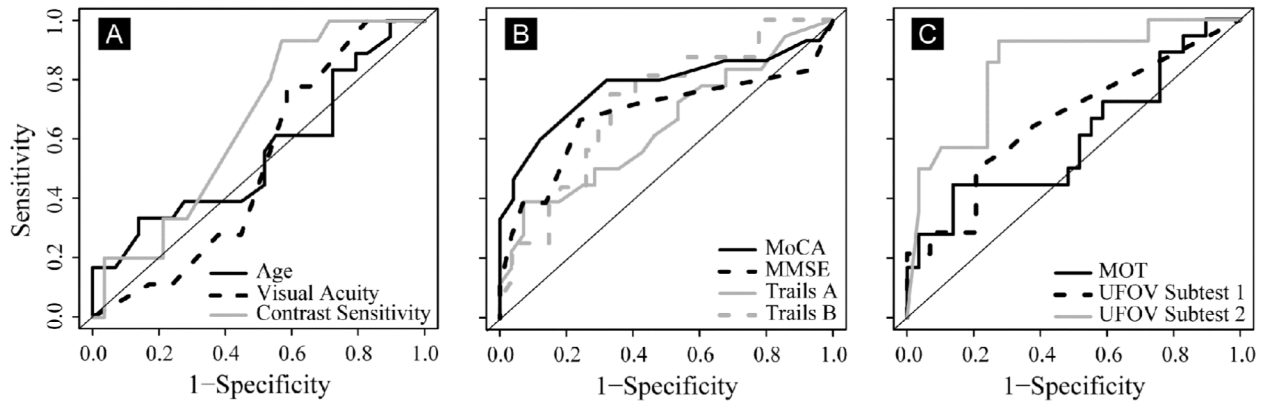 A
Sensitivity
1.0
0.8
0.6
0.4
0.2
0.0
Age
Visual Acuity
Contrast Sensitivity
0.0 0.2 0.4 0.6 0.8 1.0
1−Specificity
B
MoCA
MMSE
Trails A
Trails B
0.0 0.2 0.4 0.6 0.8 1.0
1−Specificity
C
MOT
UFOV Subtest 1
UFOV Subtest 2
0.0 0.2 0.4 0.6 0.8 1.0
1−Specificity